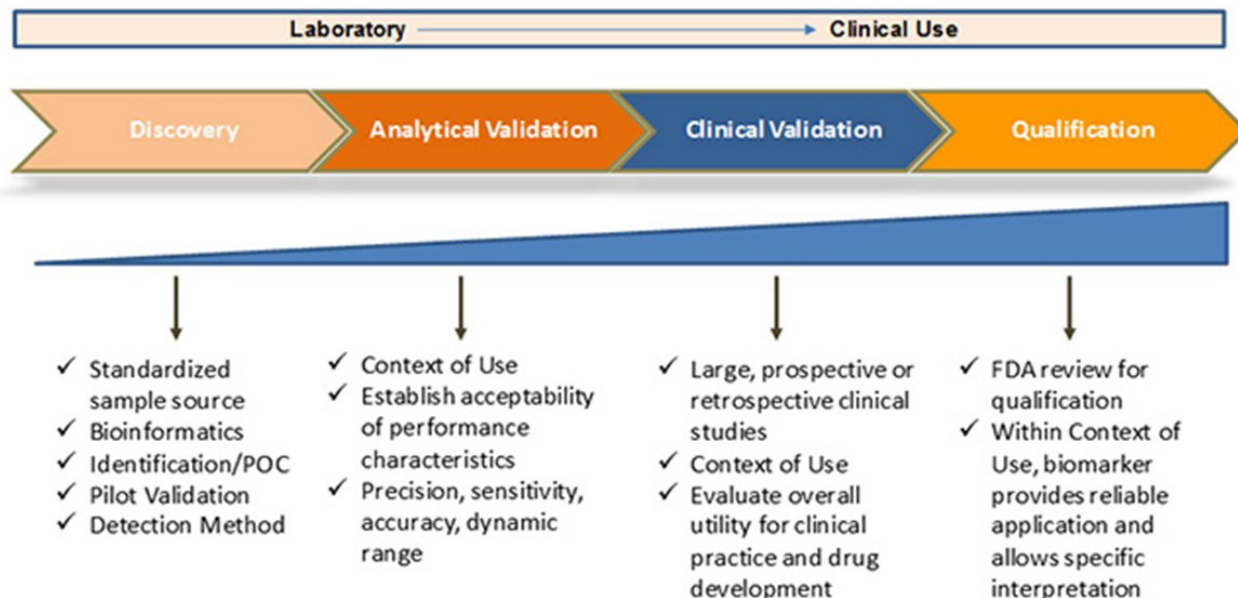 Laboratory Clinical Use
Discovery Analytical Validation Clinical Validation Qualification
✓ Standardized
sample source
✓ Bioinformatics
✓ Identification/POC
✓ Pilot Validation
✓ Detection Method
✓ Context of Use
✓ Establish acceptability
of performance
characteristics
✓ Precision, sensitivity,
accuracy, dynamic
range
✓ Large, prospective or
retrospective clinical
studies
✓ Context of Use
✓ Evaluate overall
utility for clinical
practice and drug
development
✓ FDA review for
qualification
✓ Within Context of
Use, biomarker
provides reliable
application and
allows specific
interpretation